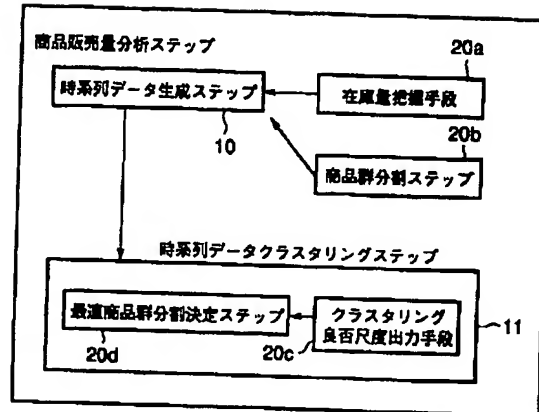 商品販売量分析ステップ
20a
時系列データ生成ステップ
在庫量把握手段
10
20b
商品群分割ステップ
時系列データクラスタリングステップ
最適商品群分割決定ステップ
クラスタリング
良否尺度出力手段
11
20d
20c